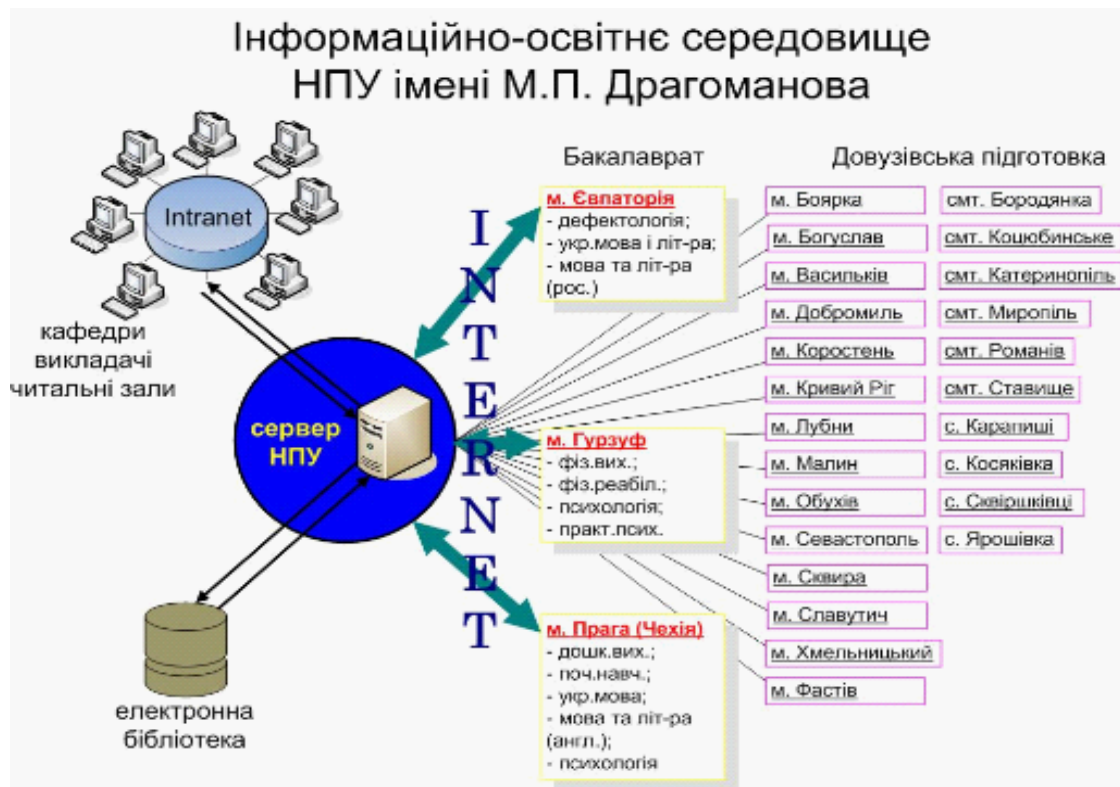 Інформаційно-освітнє середовище
НПУ імені М.П. Драгоманова
Intranet
кафедри
викладачі
читальні зали
сервер
НПУ
електронна
бібліотека
INTERNET
Бакалаврат
м. Євпаторія
- дефектологія;
- укр.мова і літ-ра;
- мова та літ-ра
(рос.)
м. Гурзуф
- фіз.вих.;
- фіз.реабіл.;
- психологія;
- практ.псих.
м. Прага (Чехія)
- дошк.вих.;
- поч.навч.;
- укр.мова;
- мова та літ-ра
(англ.);
- психологія
Довузівська підготовка
м. Боярка
м. Богуслав
м. Васильків
м. Добромиль
м. Коростень
м. Кривий Ріг
м. Лубни
м. Малин
м. Обухів
м. Севастополь
м. Сквира
м. Славутич
м. Хмельницький
м. Фастів
смт. Бородянка
смт. Коцюбинське
смт. Катеринопіль
смт. Миропіль
смт. Романів
смт. Ставище
с. Карапиші
с. Косяківка
с. Сквіршківці
с. Ярошівка